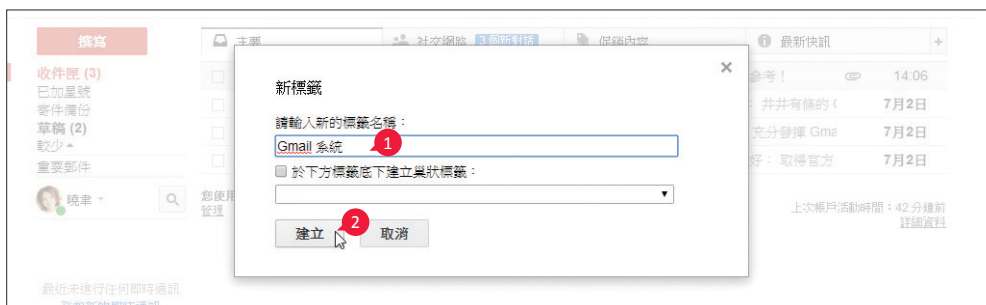 撰寫
主要
社交網路 3 個新對話
促銷內容
最新快訊
+
收件匣 (3)
已加星號
寄件備份
草稿 (2)
較少
重要郵件
曉聿
新標籤
×
請輸入新的標籤名稱：
Gmail 系統
1
於下方標籤底下建立巢狀標籤：
建立
2
取消
參考！ 14:06
：井井有條的 ( 7月2日
充分發揮 Gma 7月2日
好： 取得官方 7月2日
您使用
管理
上次帳戶活動時間：42 分鐘前
詳細資料
最近未進行任何即時通訊